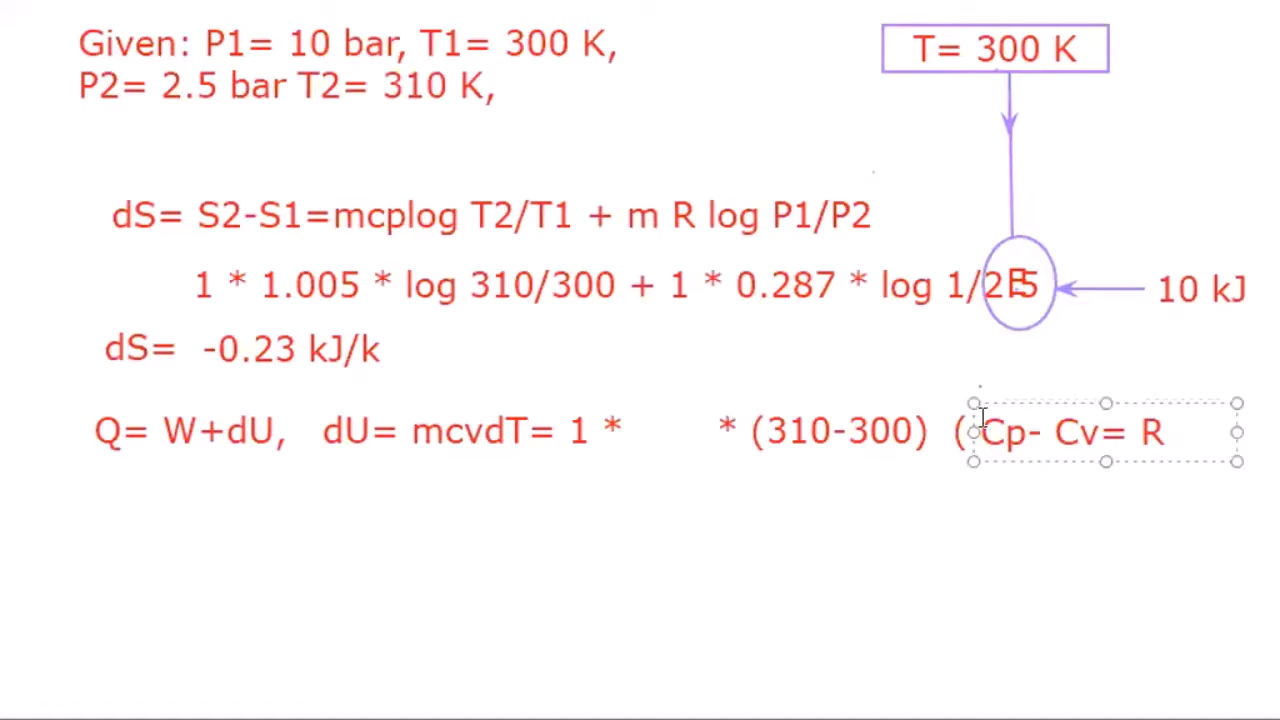 Given: P1= 10 bar, T1= 300 K,
P2= 2.5 bar T2= 310 K,
T= 300 K
dS= S2-S1=mcplog T2/T1 + m R log P1/P2
1 * 1.005 * log 310/300 + 1 * 0.287 * log 1/2.5
E
10 kJ
dS= -0.23 kJ/k
Q= W+dU, dU= mcvdT= 1 * * (310-300) ( Cp- Cv= R